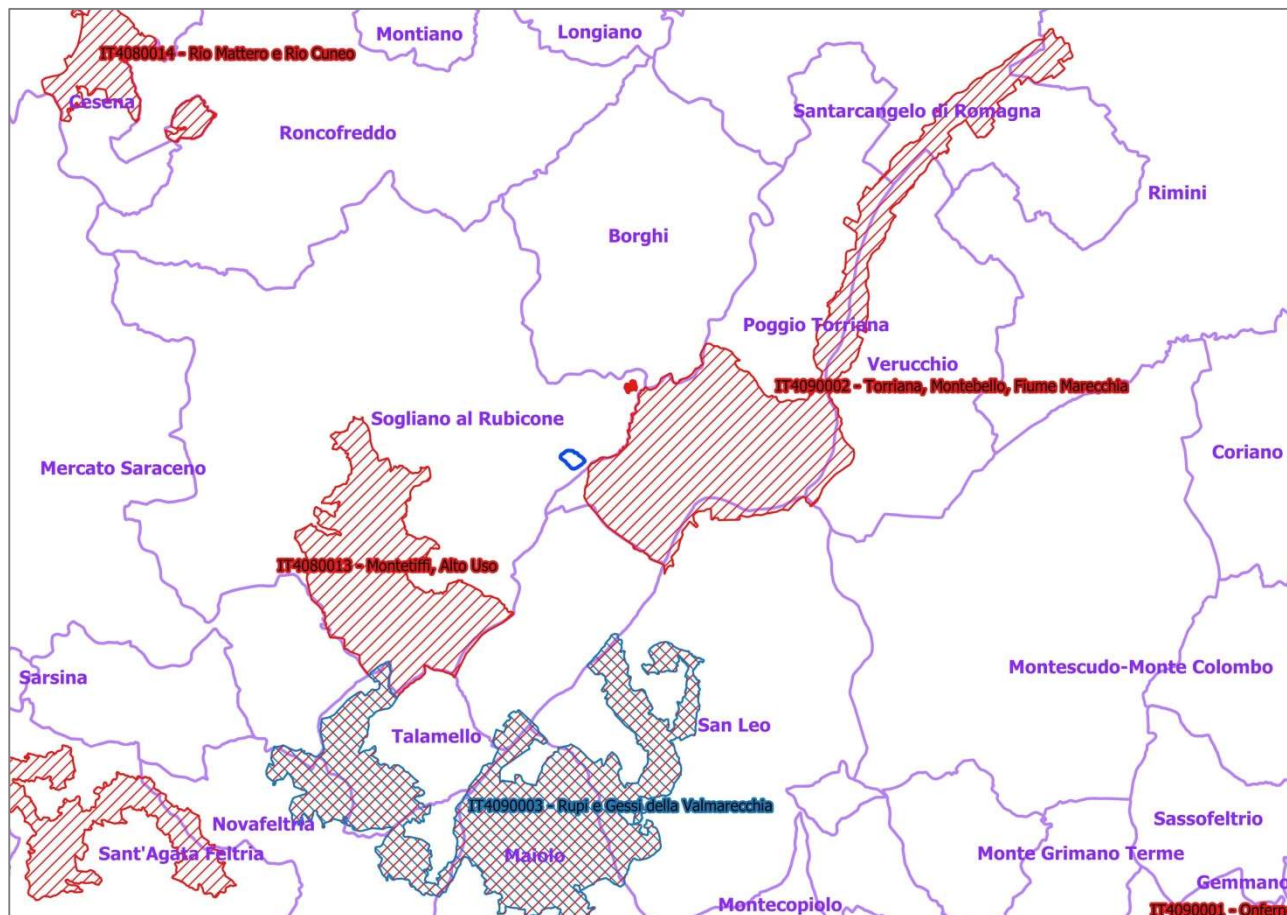 Montiano
Longiano
IT4080014 - Rio Mattero e Rio Cuneo
Cesena
Santarcangelo di Romagna
Roncofreddo
Rimini
Borghi
Poggio Torriana
Verucchio
IT4090002 - Torriana, Montebello, Fiume Marecchia
Sogliano al Rubicone
Coriano
Mercato Saraceno
IT4080013 - Montetiffi, Alto Uso
Montescudo-Monte Colombo
Sarsina
San Leo
Talamello
IT4090003 - Rupi e Gessi della Valmarecchia
Sassofeltrio
Novafeltria
Sant'Agata Feltria
Maiolo
Monte Grimano Terme
Gemmano
Montecopiolo
IT4090001 - Onfern